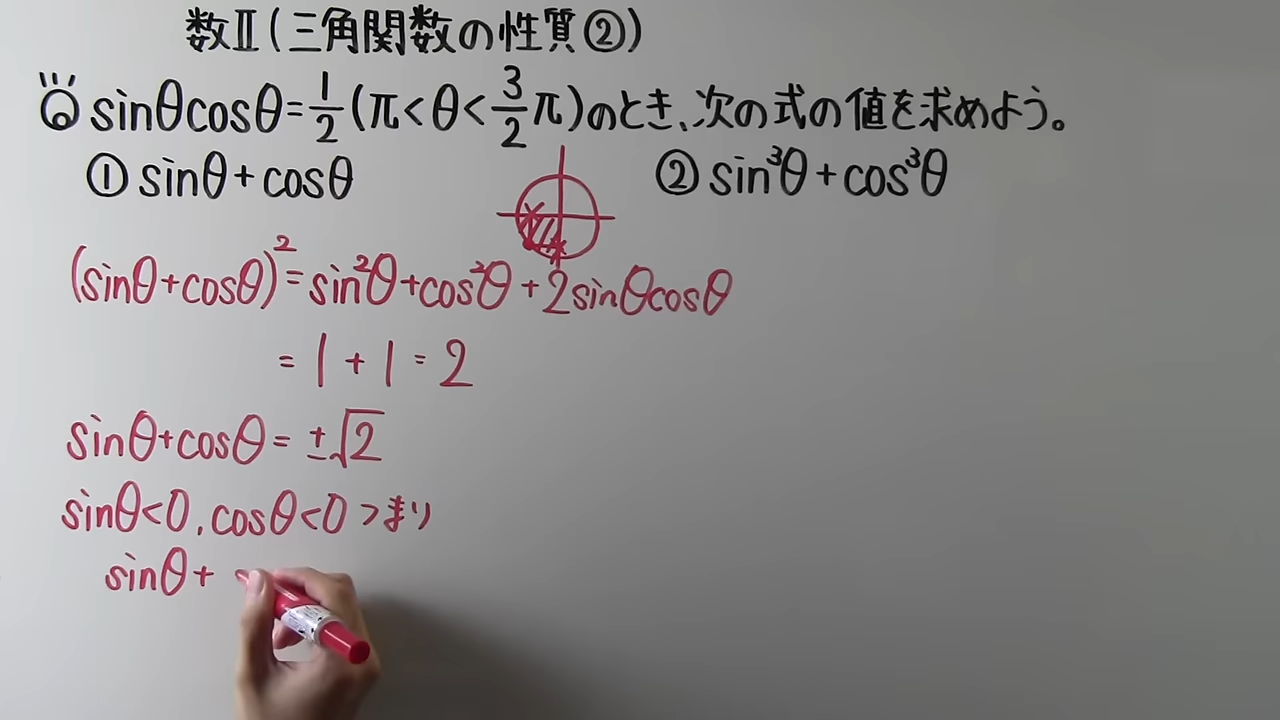 数Ⅱ(三角関数の性質②)
Q sinθcosθ=1/2(π<θ<3/2π)のとき、次の式の値を求めよう。
① sinθ+cosθ
② sin³θ+cos³θ
(sinθ+cosθ)²=sin²θ+cos²θ+2sinθcosθ
=1+1=2
sinθ+cosθ=±√2
sinθ<0,cosθ<0つまり
sinθ+